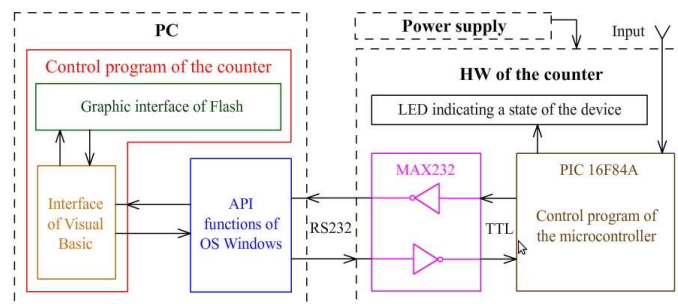 PC
Control program of the counter
Graphic interface of Flash
Interface
of Visual
Basic
API
functions of
OS Windows
RS232
Power supply
Input
HW of the counter
LED indicating a state of the device
MAX232
TTL
PIC 16F84A
Control program of
the microcontroller